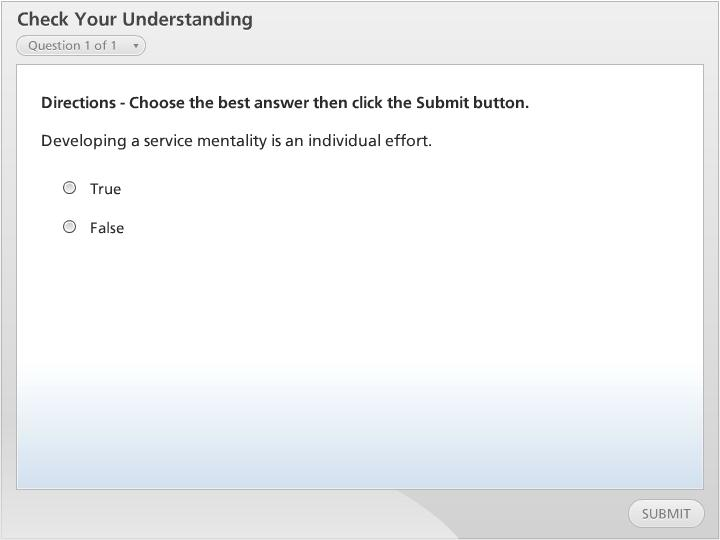 Check Your Understanding
Question 1 of 1
Directions - Choose the best answer then click the Submit button.
Developing a service mentality is an individual effort.
True
False
SUBMIT